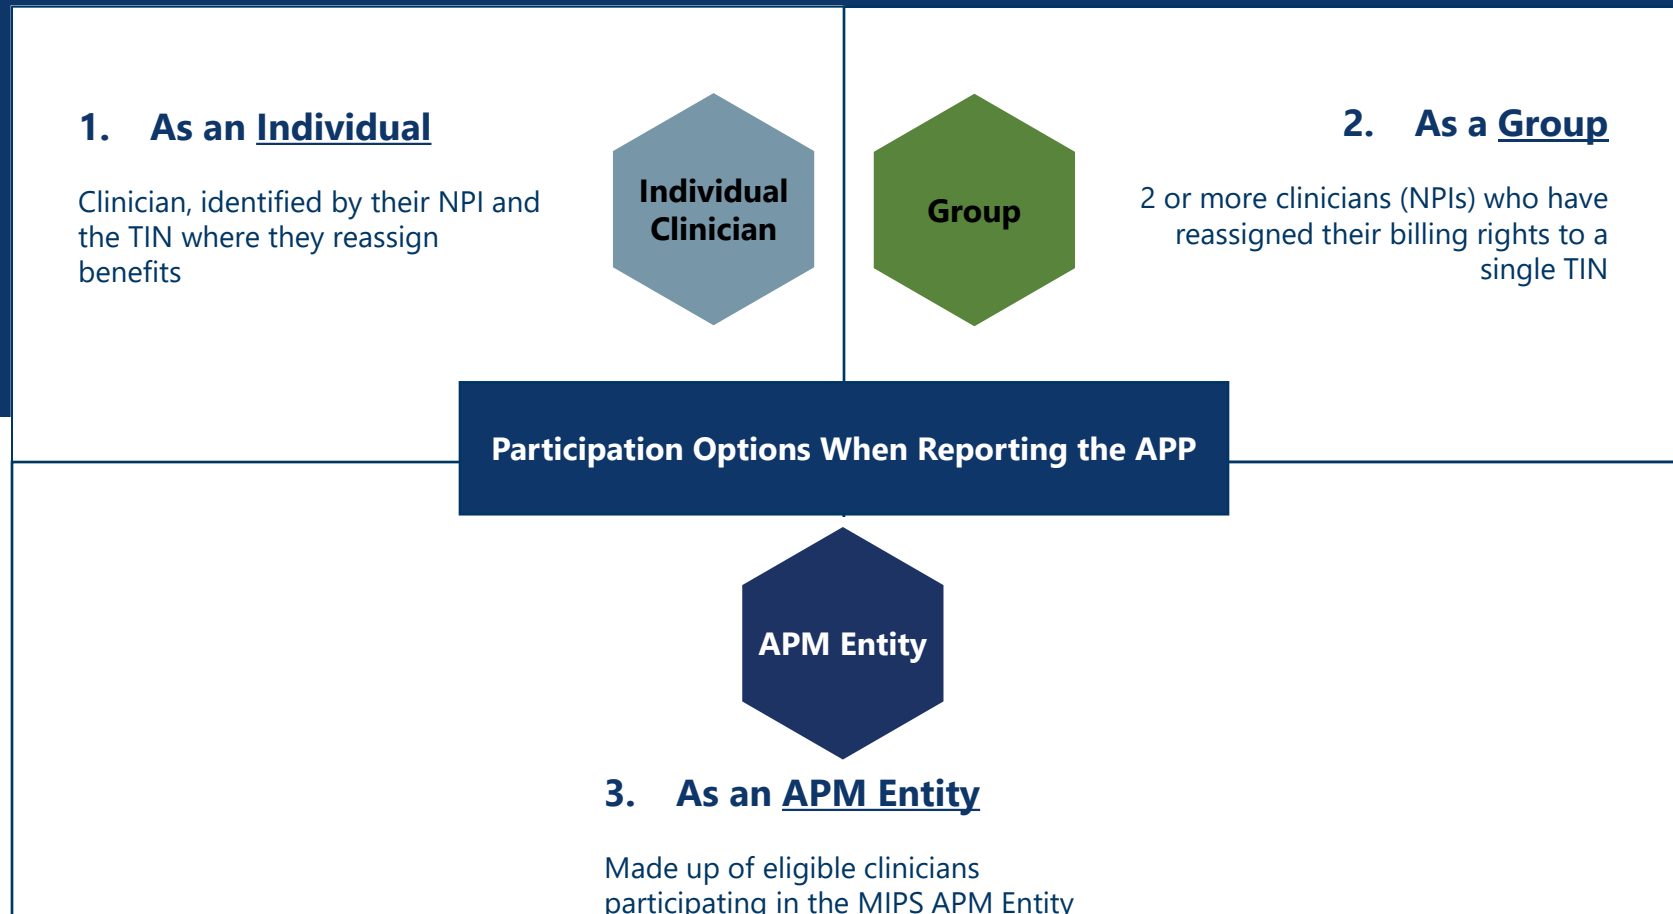 1. As an Individual
Clinician, identified by their NPI and
the TIN where they reassign
benefits
Individual
Clinician
Group
2. As a Group
2 or more clinicians (NPIs) who have
reassigned their billing rights to a
single TIN
Participation Options When Reporting the APP
APM Entity
3. As an APM Entity
Made up of eligible clinicians
participating in the MIPS APM Entity